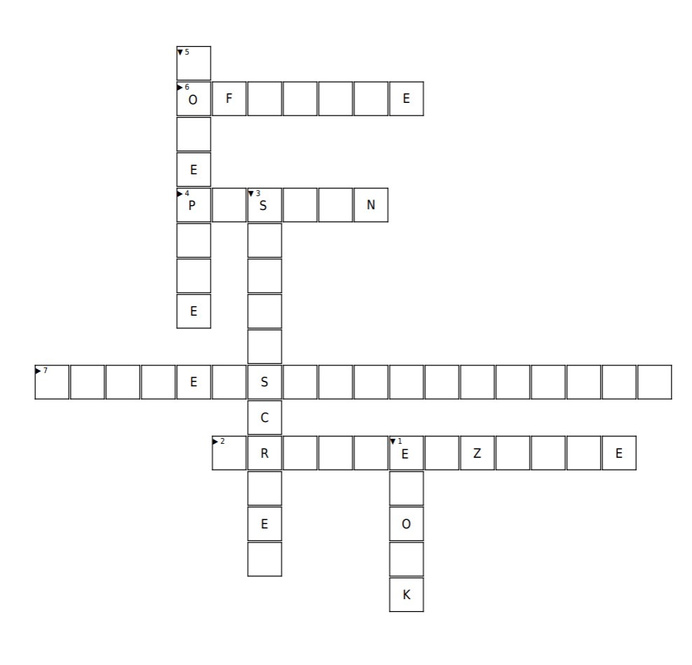 ▼5
▶6 O F E
E
▶4 P ▼3 S N
E
▶7 E S
C
▶2 R ▼1 E Z E
E O
K